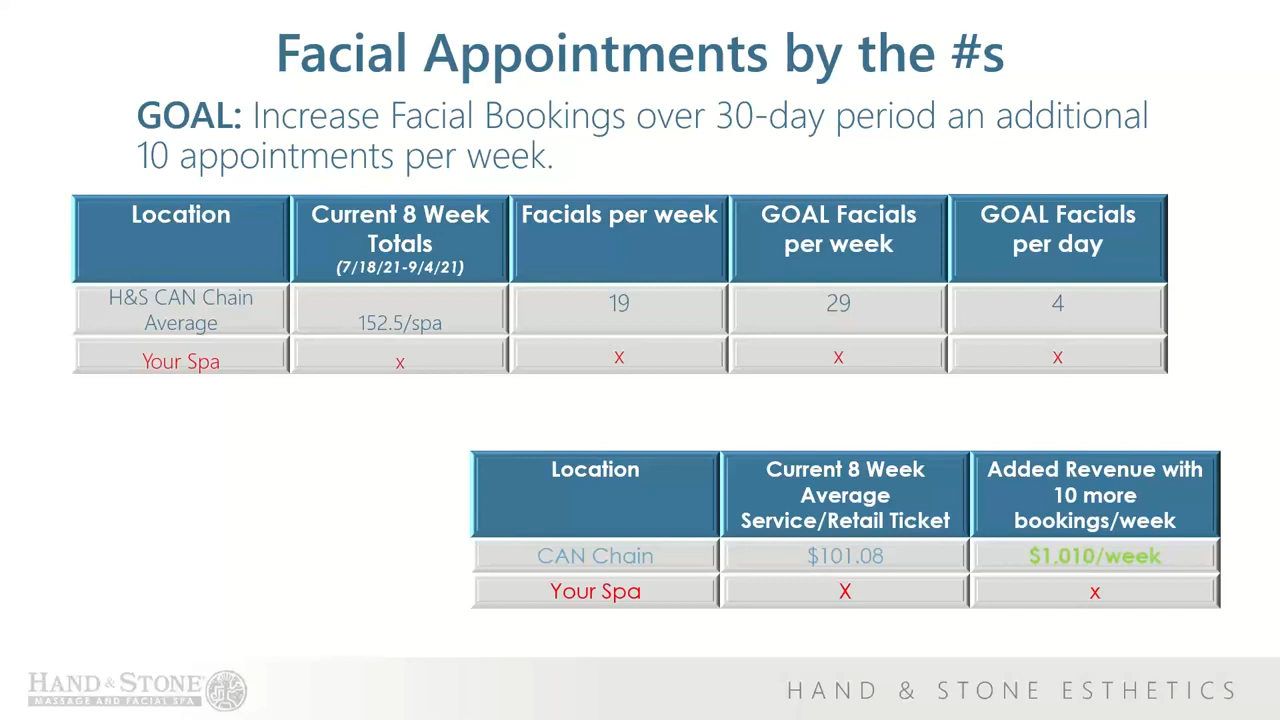 Facial Appointments by the #s
GOAL: Increase Facial Bookings over 30-day period an additional
10 appointments per week.
Location
Current 8 Week
Totals
(7/18/21-9/4/21)
Facials per week
GOAL Facials
per week
GOAL Facials
per day
H&S CAN Chain
Average
152.5/spa
19
29
4
Your Spa
x
x
x
x
Location
Current 8 Week
Average
Service/Retail Ticket
Added Revenue with
10 more
bookings/week
CAN Chain
$101.08
$1,010/week
Your Spa
X
x
HAND & STONE
MASSAGE AND FACIAL SPA
HAND & STONE ESTHETICS